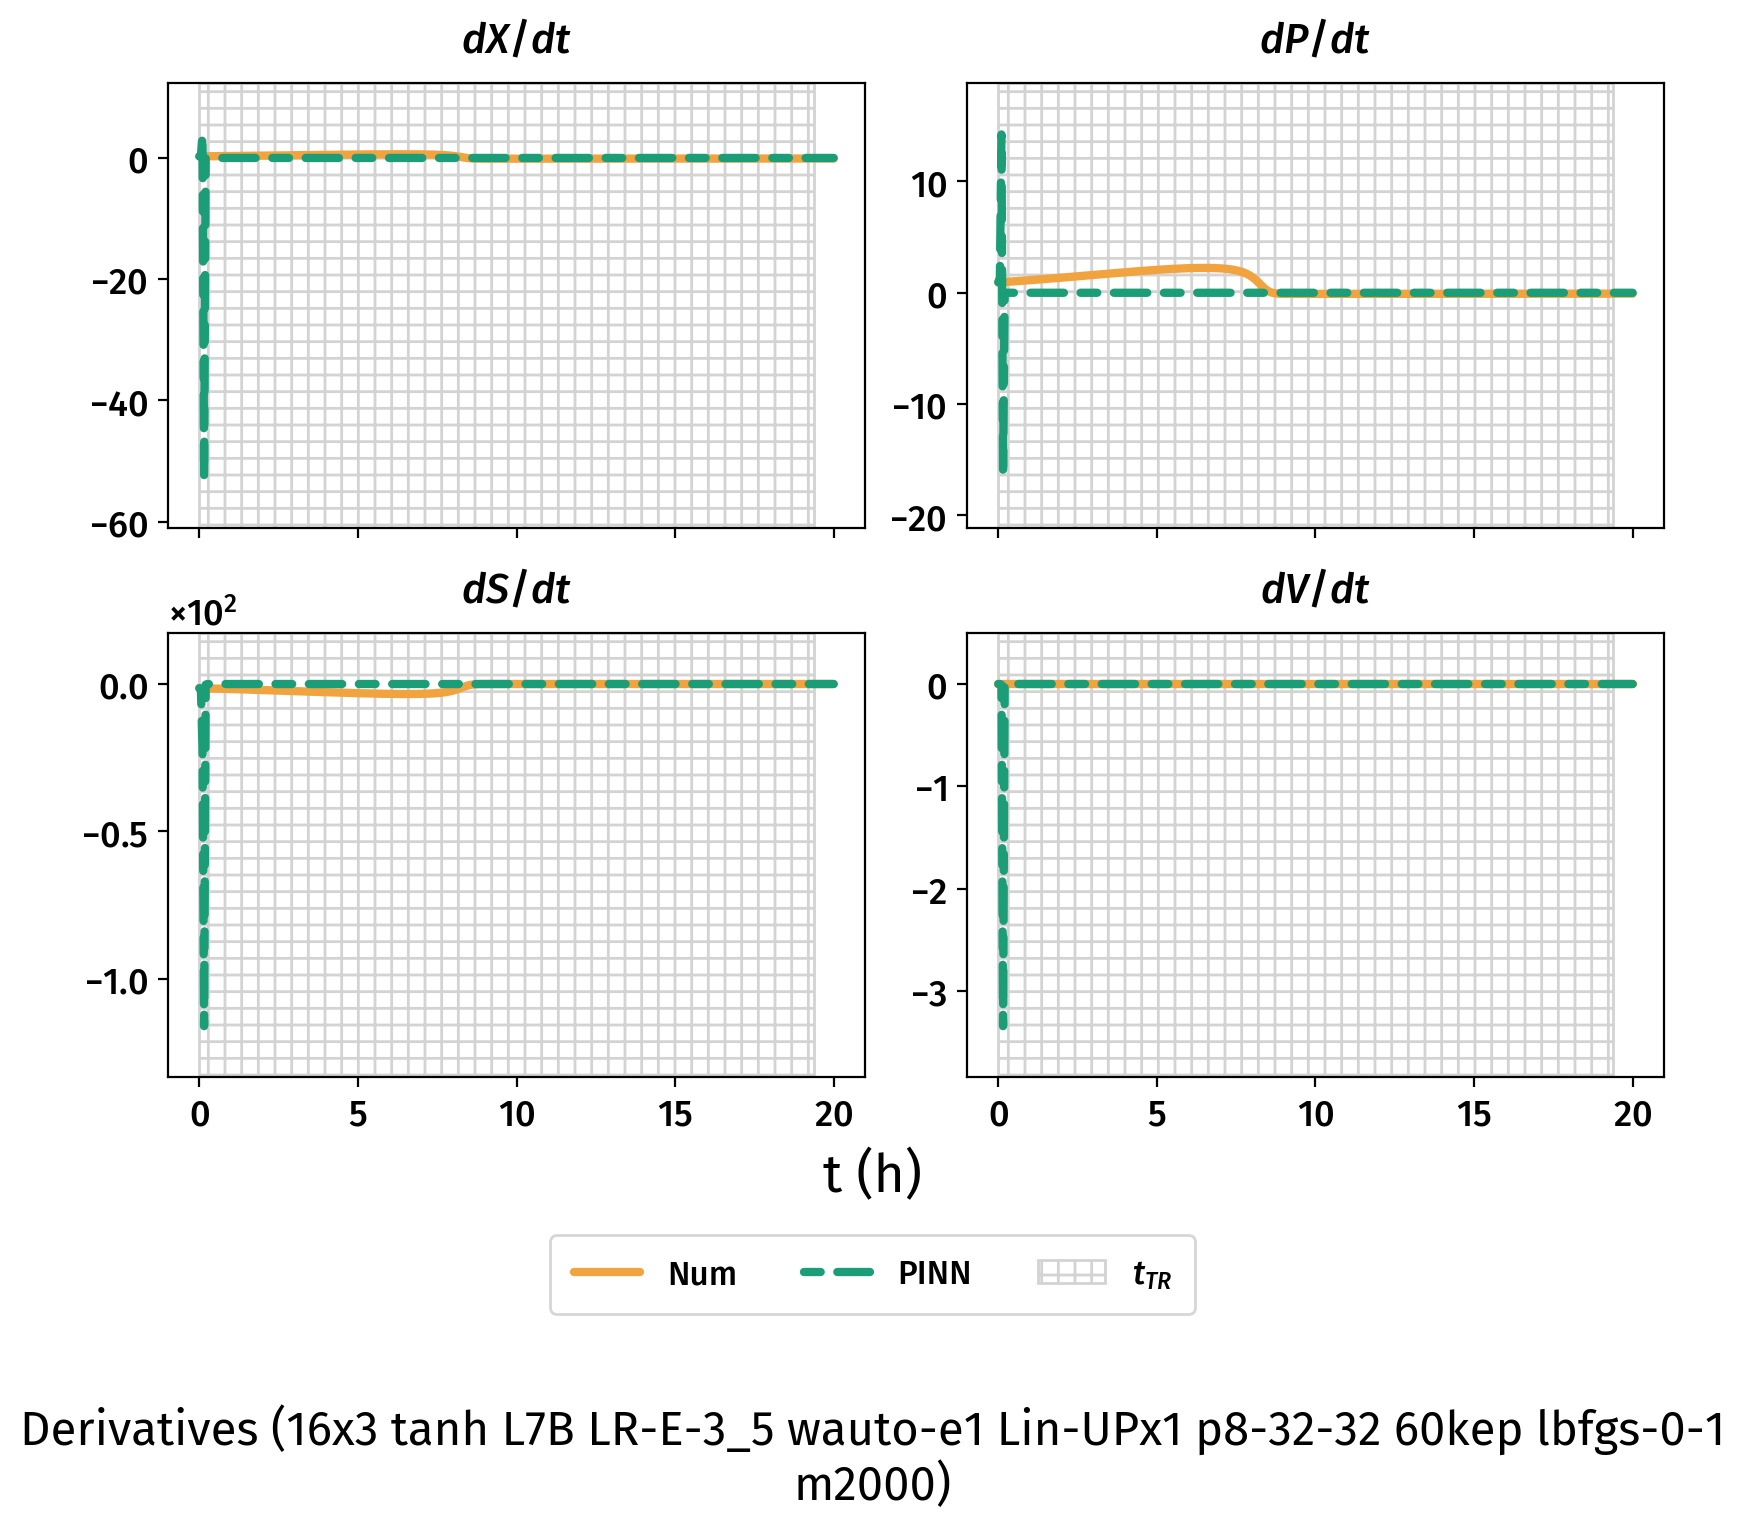 dX/dt
dP/dt
0
−20
−40
−60
10
0
−10
−20
dS/dt
dV/dt
×10²
0.0
−0.5
−1.0
0
−1
−2
−3
0 5 10 15 20
0 5 10 15 20
t (h)
Num PINN t_TR
Derivatives (16x3 tanh L7B LR-E-3_5 wauto-e1 Lin-UPx1 p8-32-32 60kep lbfgs-0-1
m2000)